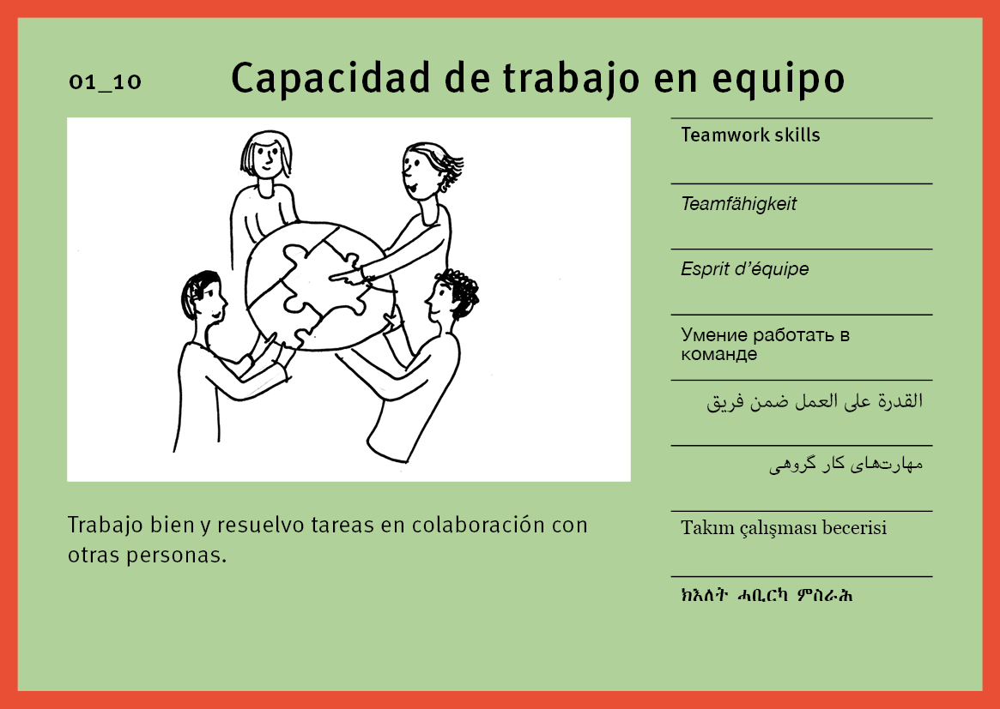 01_10
Capacidad de trabajo en equipo
Teamwork skills
Teamfähigkeit
Esprit d’équipe
Умение работать в
команде
القدرة على العمل ضمن فريق
مهارت‌های کار گروهی
Takım çalışması becerisi
ክእለት ሓቢርካ ምስራሕ
Trabajo bien y resuelvo tareas en colaboración con
otras personas.